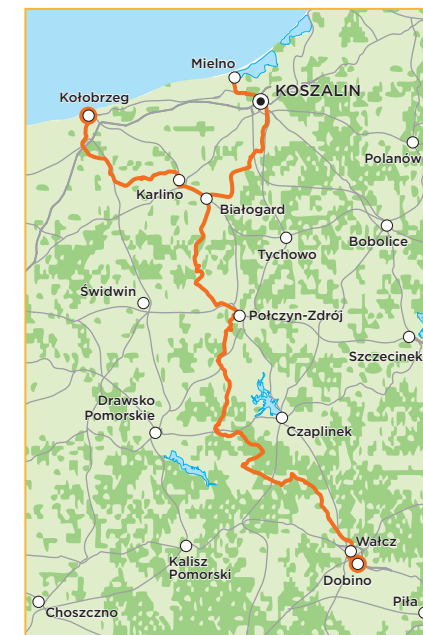 Mielno
KOSZALIN
Kołobrzeg
Polanów
Karlino
Białogard
Bobolice
Tychowo
Świdwin
Połczyn-Zdrój
Szczecinek
Drawsko
Pomorskie
Czaplinek
Wałcz
Kalisz
Pomorski
Dobino
Piła
Choszczno